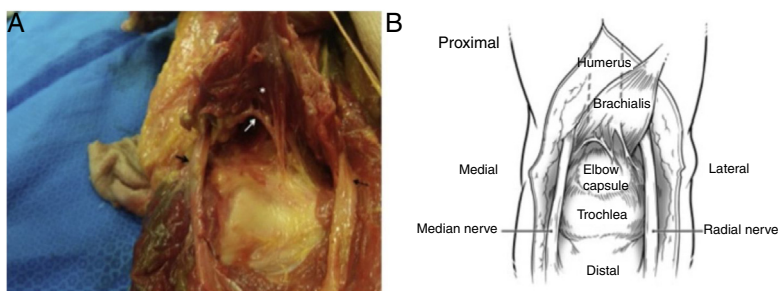 A
B
Proximal
Humerus
Brachialis
Medial
Elbow
capsule
Lateral
Trochlea
Median nerve
Radial nerve
Distal